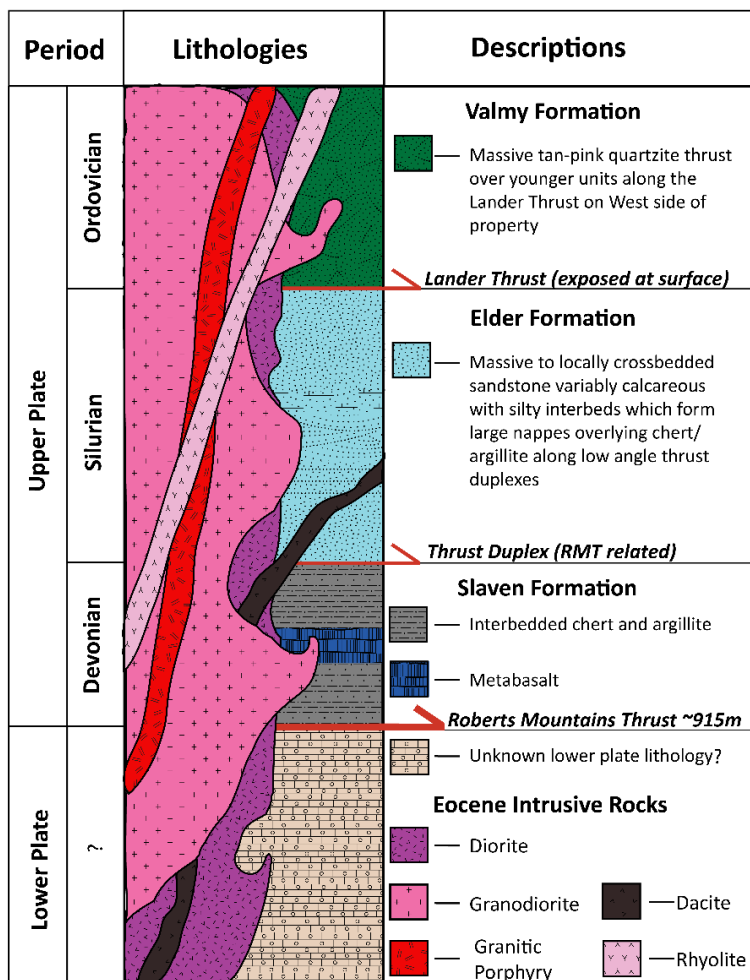 Period
Lithologies
Descriptions
Upper Plate
Lower Plate
Ordovician
Silurian
Devonian
?
Valmy Formation
Massive tan-pink quartzite thrust
over younger units along the
Lander Thrust on West side of
property
Lander Thrust (exposed at surface)
Elder Formation
Massive to locally crossbedded
sandstone variably calcareous
with silty interbeds which form
large nappes overlying chert/
argillite along low angle thrust
duplexes
Thrust Duplex (RMT related)
Slaven Formation
Interbedded chert and argillite
Metabasalt
Roberts Mountains Thrust ~915m
Unknown lower plate lithology?
Eocene Intrusive Rocks
Diorite
Granodiorite
Dacite
Granitic
Porphyry
Rhyolite